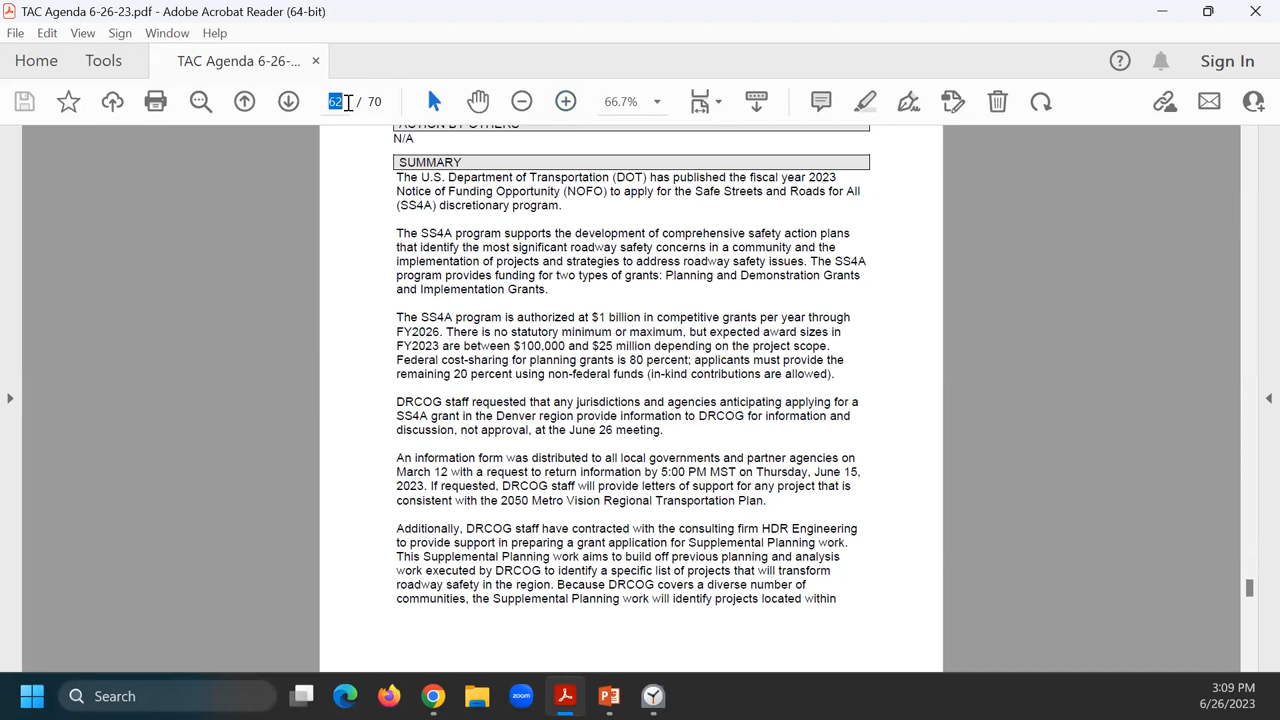 TAC Agenda 6-26-23.pdf - Adobe Acrobat Reader (64-bit)
File Edit View Sign Window Help
Home Tools TAC Agenda 6-26-... × Sign In
62 / 70 66.7%
ACTION BY OTHERS
N/A
SUMMARY
The U.S. Department of Transportation (DOT) has published the fiscal year 2023
Notice of Funding Opportunity (NOFO) to apply for the Safe Streets and Roads for All
(SS4A) discretionary program.
The SS4A program supports the development of comprehensive safety action plans
that identify the most significant roadway safety concerns in a community and the
implementation of projects and strategies to address roadway safety issues. The SS4A
program provides funding for two types of grants: Planning and Demonstration Grants
and Implementation Grants.
The SS4A program is authorized at $1 billion in competitive grants per year through
FY2026. There is no statutory minimum or maximum, but expected award sizes in
FY2023 are between $100,000 and $25 million depending on the project scope.
Federal cost-sharing for planning grants is 80 percent; applicants must provide the
remaining 20 percent using non-federal funds (in-kind contributions are allowed).
DRCOG staff requested that any jurisdictions and agencies anticipating applying for a
SS4A grant in the Denver region provide information to DRCOG for information and
discussion, not approval, at the June 26 meeting.
An information form was distributed to all local governments and partner agencies on
March 12 with a request to return information by 5:00 PM MST on Thursday, June 15,
2023. If requested, DRCOG staff will provide letters of support for any project that is
consistent with the 2050 Metro Vision Regional Transportation Plan.
Additionally, DRCOG staff have contracted with the consulting firm HDR Engineering
to provide support in preparing a grant application for Supplemental Planning work.
This Supplemental Planning work aims to build off previous planning and analysis
work executed by DRCOG to identify a specific list of projects that will transform
roadway safety in the region. Because DRCOG covers a diverse number of
communities, the Supplemental Planning work will identify projects located within
Search zoom 3:09 PM
6/26/2023